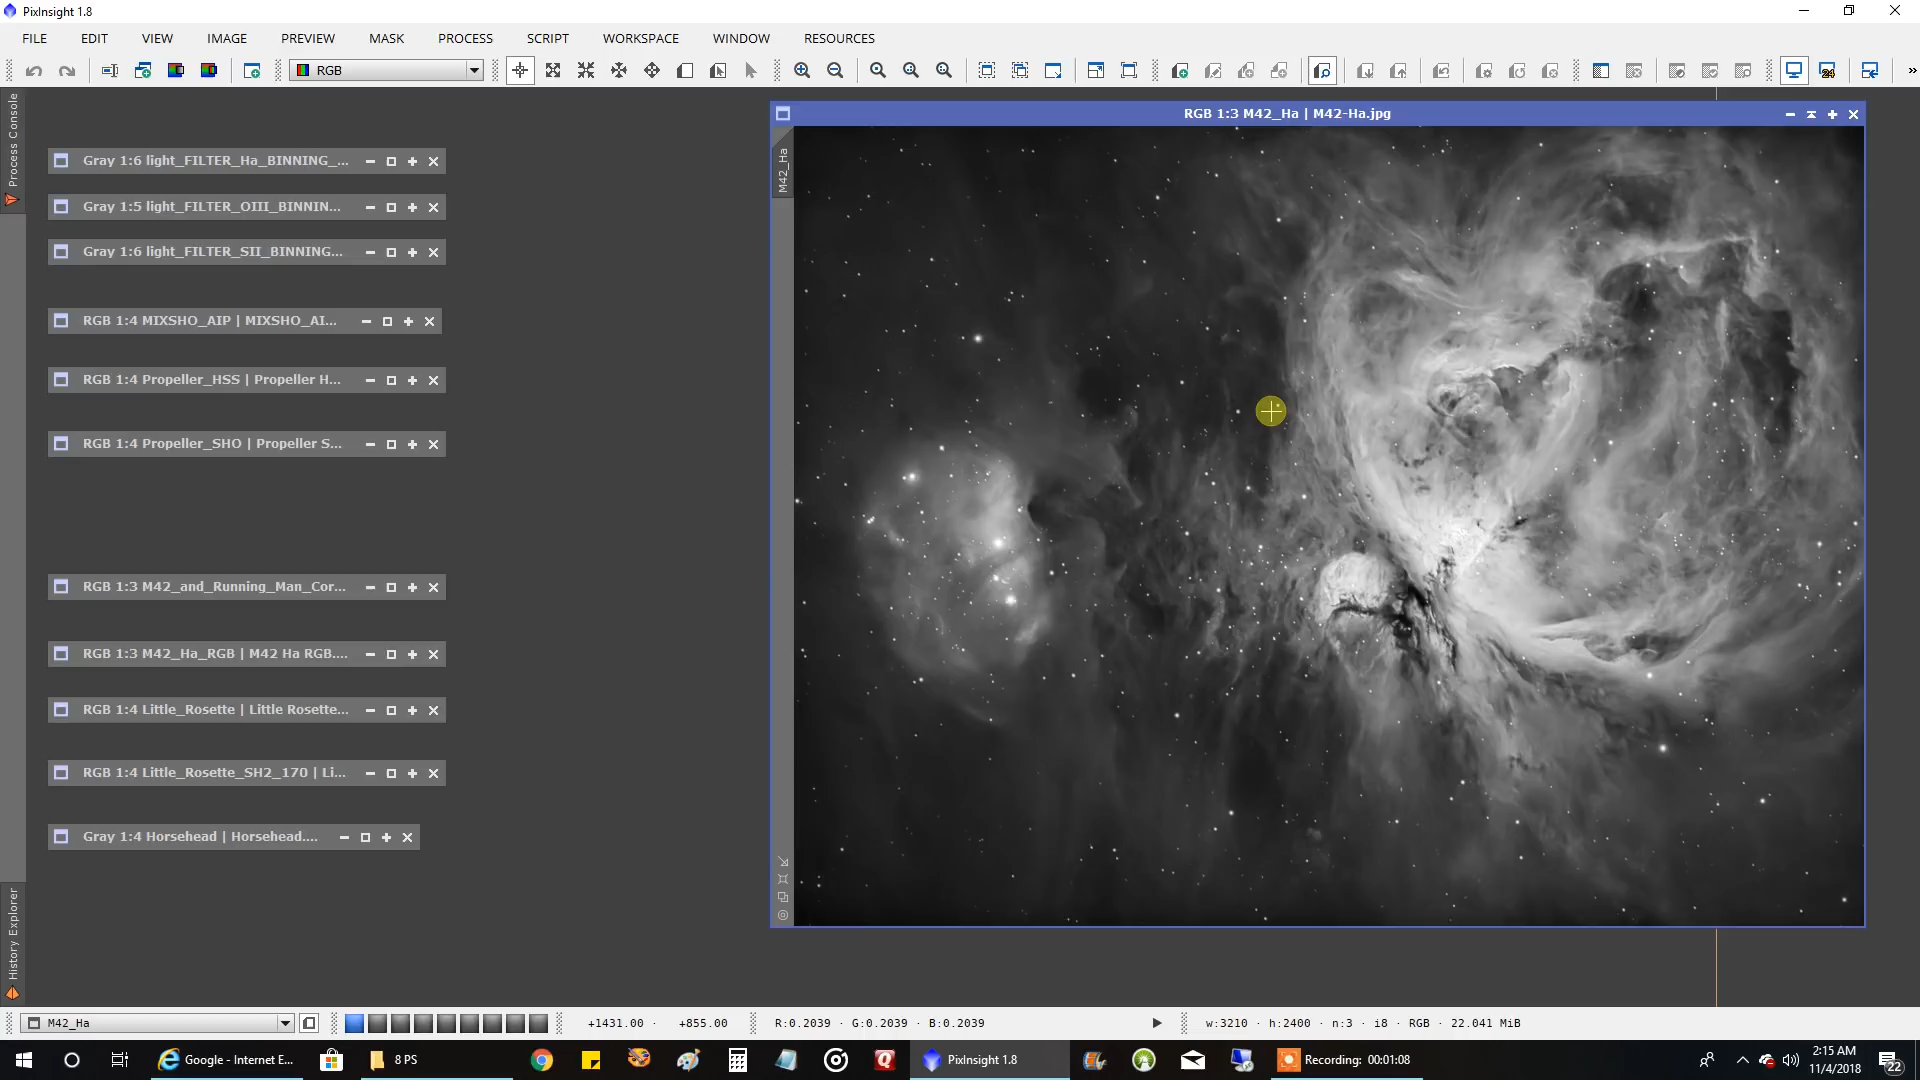 PixInsight 1.8
FILE EDIT VIEW IMAGE PREVIEW MASK PROCESS SCRIPT WORKSPACE WINDOW RESOURCES
RGB
24
»
Process Console
RGB 1:3 M42_Ha | M42-Ha.jpg
M42_Ha
Gray 1:6 light_FILTER_Ha_BINNING_...
Gray 1:5 light_FILTER_OIII_BINNIN...
Gray 1:6 light_FILTER_SII_BINNING...
RGB 1:4 MIXSHO_AIP | MIXSHO_AI...
RGB 1:4 Propeller_HSS | Propeller H...
RGB 1:4 Propeller_SHO | Propeller S...
RGB 1:3 M42_and_Running_Man_Cor...
RGB 1:3 M42_Ha_RGB | M42 Ha RGB....
RGB 1:4 Little_Rosette | Little Rosette...
RGB 1:4 Little_Rosette_SH2_170 | Li...
Gray 1:4 Horsehead | Horsehead....
History Explorer
M42_Ha
+1431.00 · +855.00
R:0.2039 · G:0.2039 · B:0.2039
w:3210 · h:2400 · n:3 · i8 · RGB · 22.041 MiB
Google - Internet E...
8 PS
PixInsight 1.8
Recording: 00:01:08
2:15 AM
11/4/2018
22